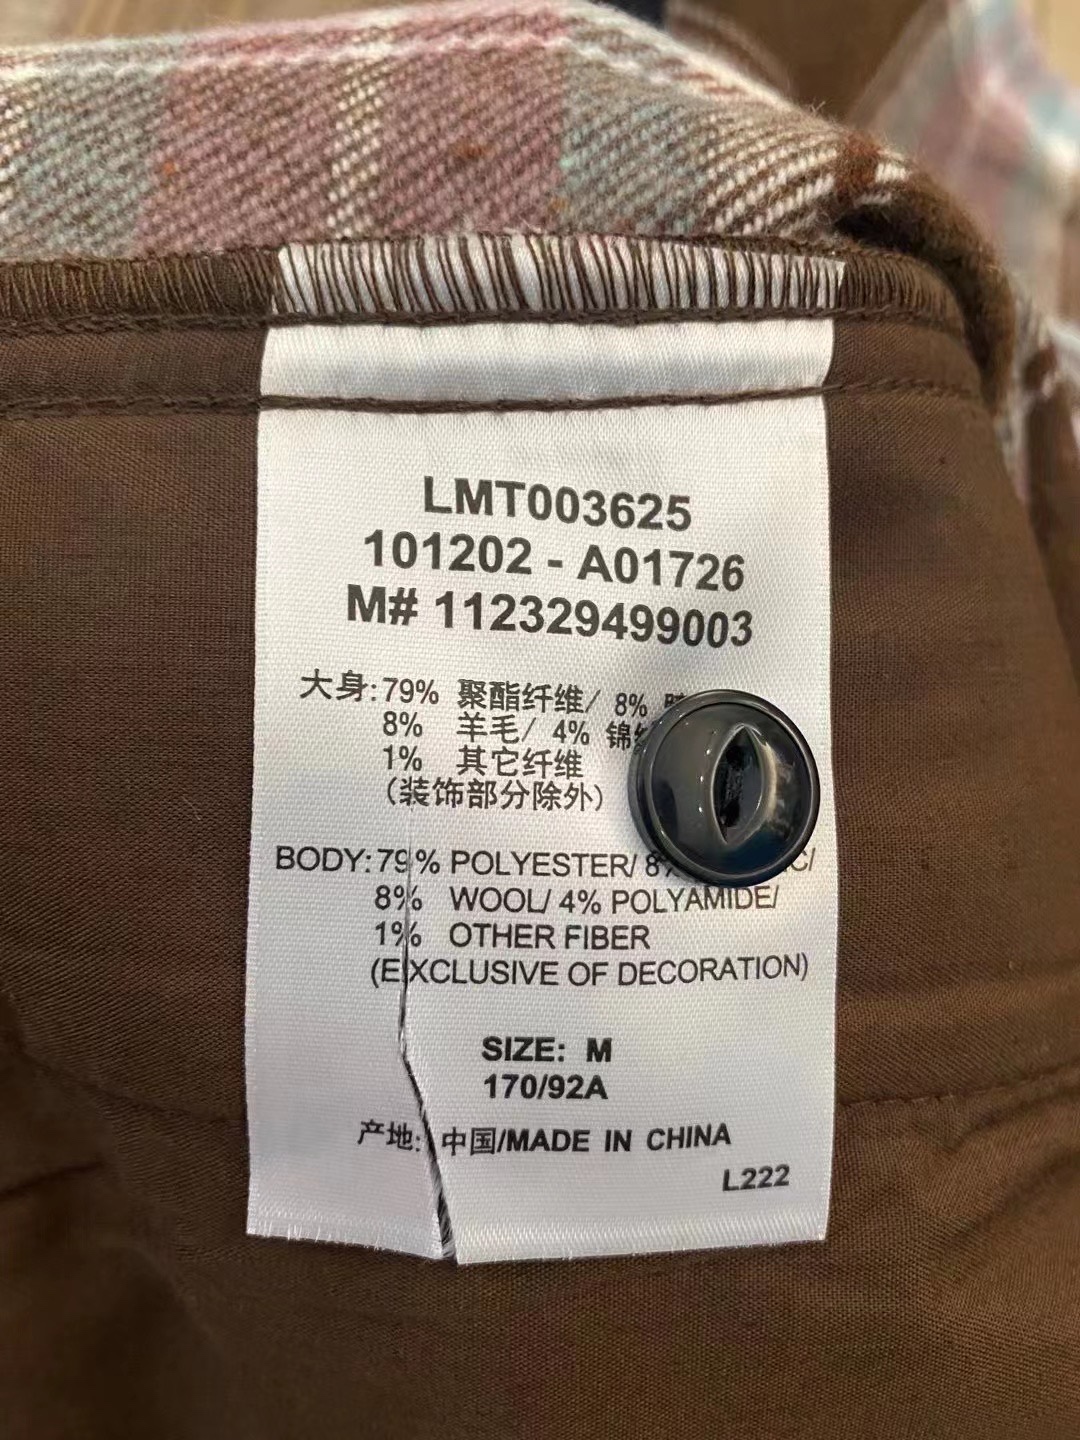 LMT003625
101202 - A01726
M# 112329499003
大身:79% 聚酯纤维/ 8%
8% 羊毛/ 4%
1% 其它纤维
(装饰部分除外)
BODY:79% POLYESTER/
8% WOOL/ 4% POLYAMIDE/
1% OTHER FIBER
(EXCLUSIVE OF DECORATION)
SIZE: M
170/92A
产地: 中国/MADE IN CHINA
L222